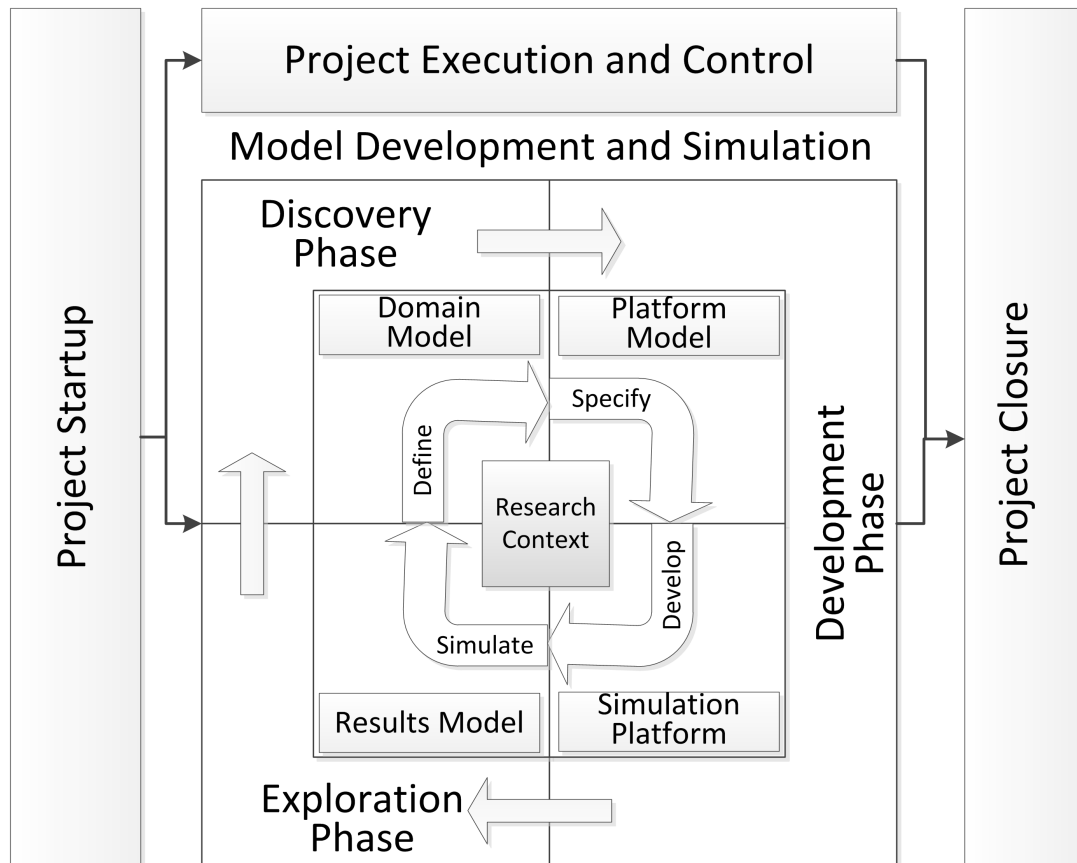 Project Execution and Control
Model Development and Simulation
Project Startup
Discovery
Phase
Domain
Model
Platform
Model
Define
Specify
Research
Context
Develop
Simulate
Results Model
Simulation
Platform
Exploration
Phase
Development
Phase
Project Closure